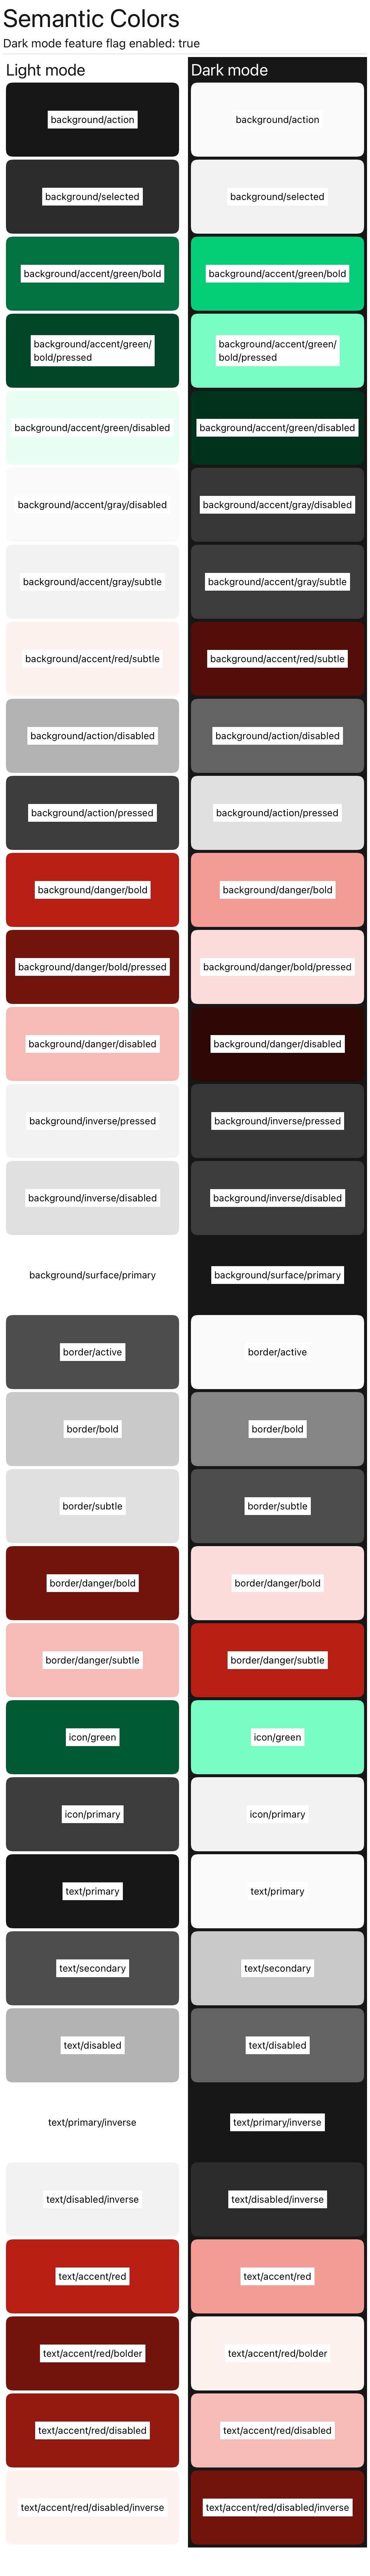 Semantic Colors
Dark mode feature flag enabled: true
Light mode
Dark mode
background/action
background/action
background/selected
background/selected
background/accent/green/bold
background/accent/green/bold
background/accent/green/
bold/pressed
background/accent/green/
bold/pressed
background/accent/green/disabled
background/accent/green/disabled
background/accent/gray/disabled
background/accent/gray/disabled
background/accent/gray/subtle
background/accent/gray/subtle
background/accent/red/subtle
background/accent/red/subtle
background/action/disabled
background/action/disabled
background/action/pressed
background/action/pressed
background/danger/bold
background/danger/bold
background/danger/bold/pressed
background/danger/bold/pressed
background/danger/disabled
background/danger/disabled
background/inverse/pressed
background/inverse/pressed
background/inverse/disabled
background/inverse/disabled
background/surface/primary
background/surface/primary
border/active
border/active
border/bold
border/bold
border/subtle
border/subtle
border/danger/bold
border/danger/bold
border/danger/subtle
border/danger/subtle
icon/green
icon/green
icon/primary
icon/primary
text/primary
text/primary
text/secondary
text/secondary
text/disabled
text/disabled
text/primary/inverse
text/primary/inverse
text/disabled/inverse
text/disabled/inverse
text/accent/red
text/accent/red
text/accent/red/bolder
text/accent/red/bolder
text/accent/red/disabled
text/accent/red/disabled
text/accent/red/disabled/inverse
text/accent/red/disabled/inverse